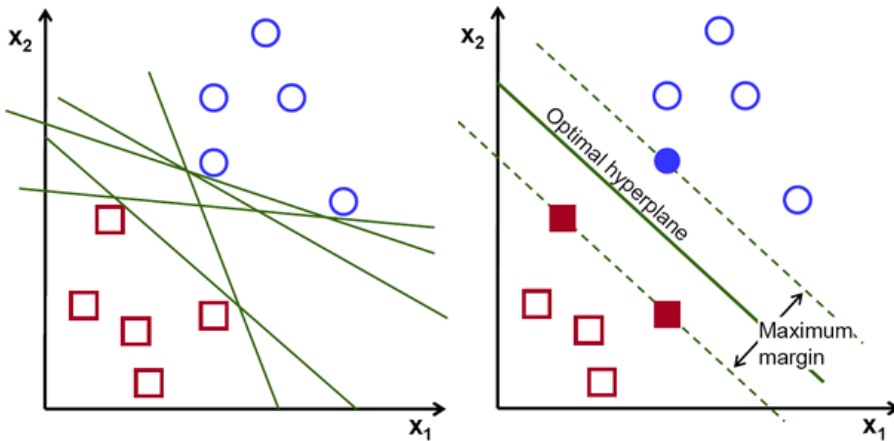 x₂
x₁
x₂
Optimal hyperplane
Maximum
margin
x₁